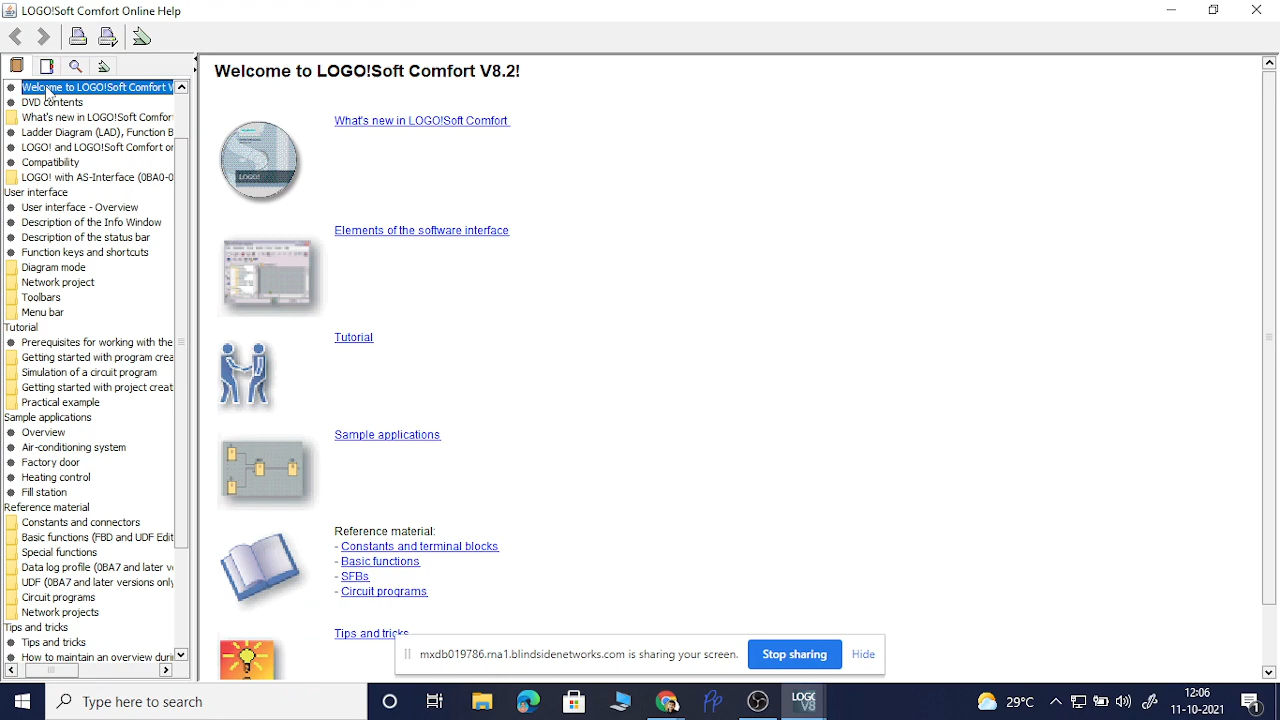 LOGO!Soft Comfort Online Help
Welcome to LOGO!Soft Comfort V
DVD Contents
What's new in LOGO!Soft Comfor
Ladder Diagram (LAD), Function B
LOGO! and LOGO!Soft Comfort or
Compatibility
LOGO! with AS-Interface (0BA0-0
User interface
User interface - Overview
Description of the Info Window
Description of the status bar
Function keys and shortcuts
Diagram mode
Network project
Toolbars
Menu bar
Tutorial
Prerequisites for working with the
Getting started with program crea
Simulation of a circuit program
Getting started with project creat
Practical example
Sample applications
Overview
Air-conditioning system
Factory door
Heating control
Fill station
Reference material
Constants and connectors
Basic functions (FBD and UDF Edit
Special functions
Data log profile (0BA7 and later v
UDF (0BA7 and later versions only
Circuit programs
Network projects
Tips and tricks
Tips and tricks
How to maintain an overview duri
Welcome to LOGO!Soft Comfort V8.2!
What's new in LOGO!Soft Comfort
LOGO!
Elements of the software interface
Tutorial
Sample applications
Reference material:
- Constants and terminal blocks
- Basic functions
- SFBs
- Circuit programs
Tips and tricks
mxdb019786.rna1.blindsidenetworks.com is sharing your screen.
Stop sharing
Hide
Type here to search
LOGO V8
29°C
12:06
11-10-2021
1